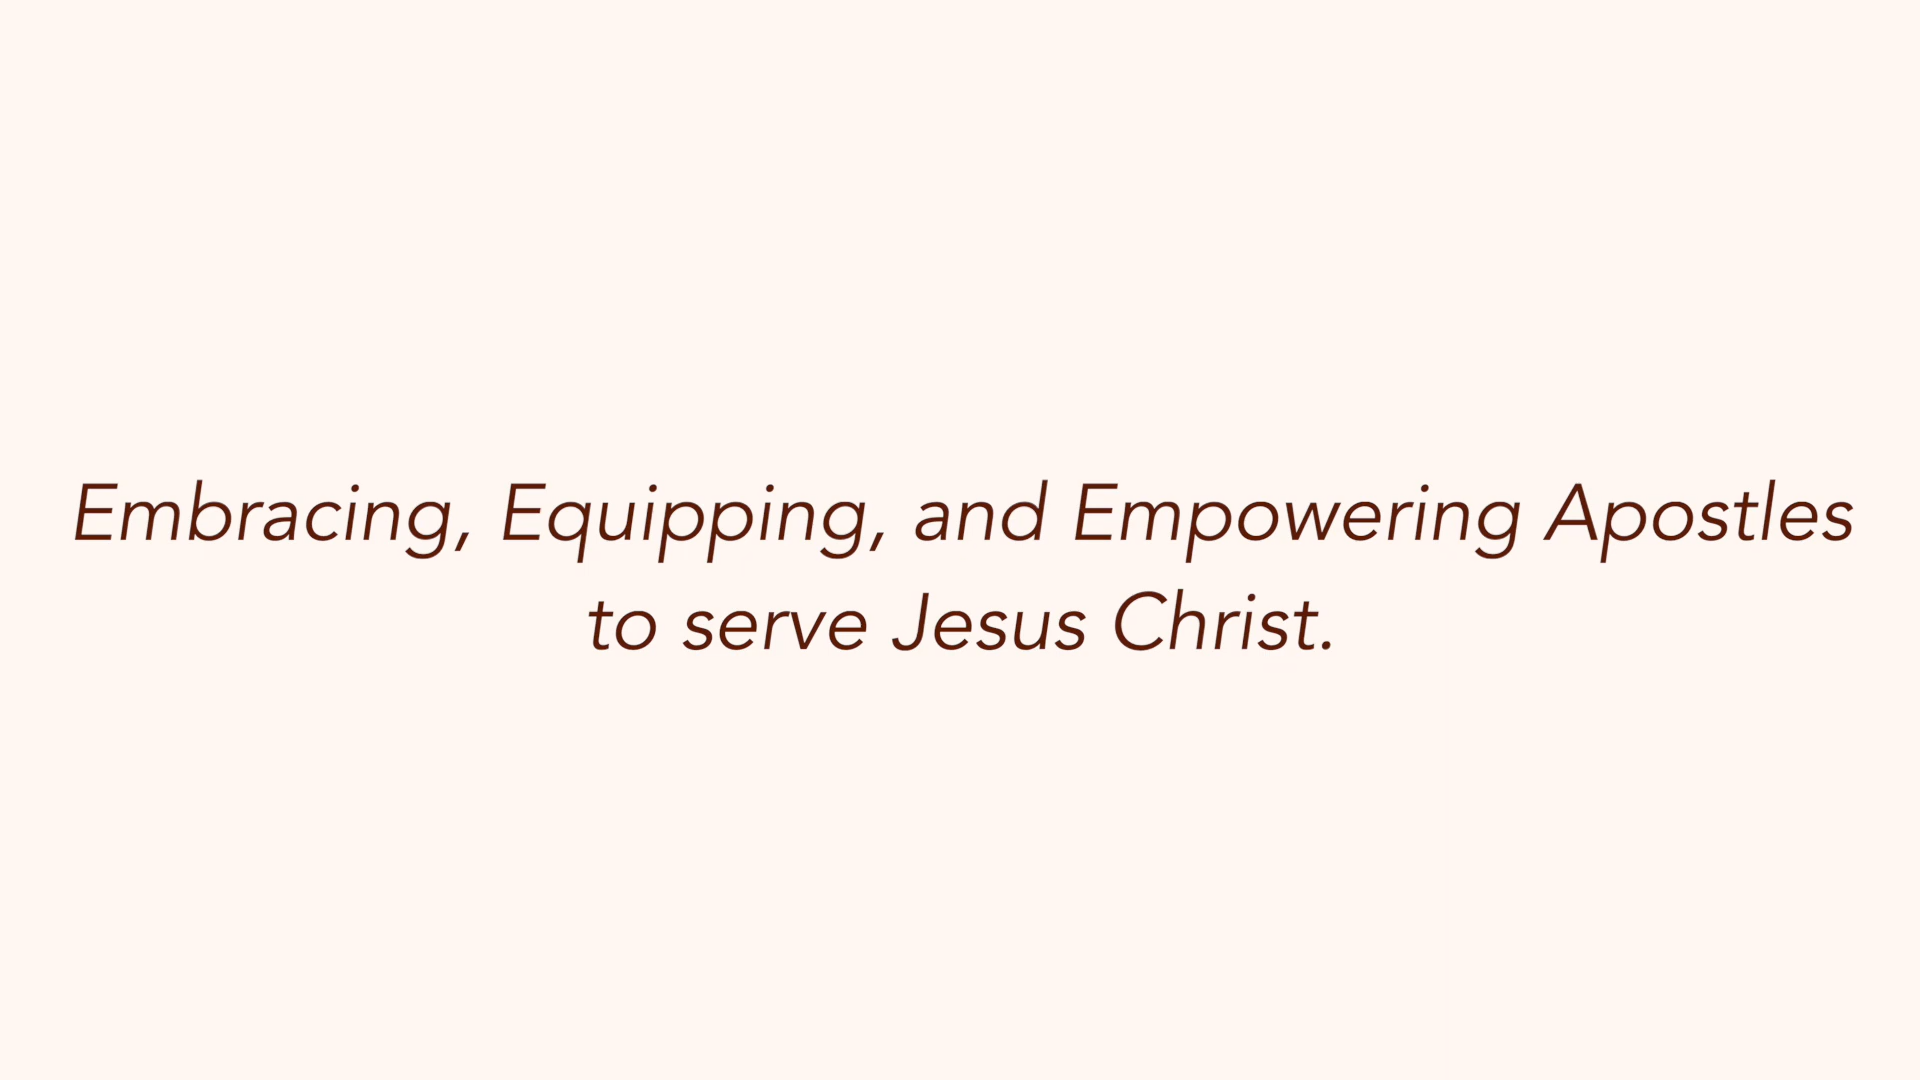 Embracing, Equipping, and Empowering Apostles
to serve Jesus Christ.